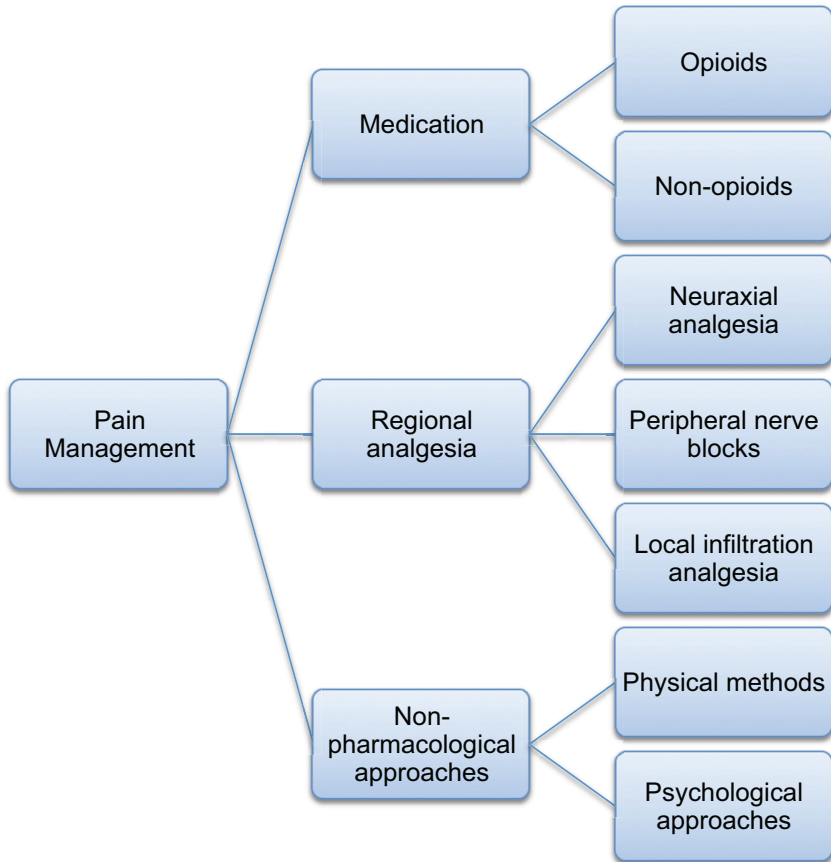 Opioids
Medication
Non-opioids
Neuraxial
analgesia
Pain
Management
Regional
analgesia
Peripheral nerve
blocks
Local infiltration
analgesia
Physical methods
Non-
pharmacological
approaches
Psychological
approaches